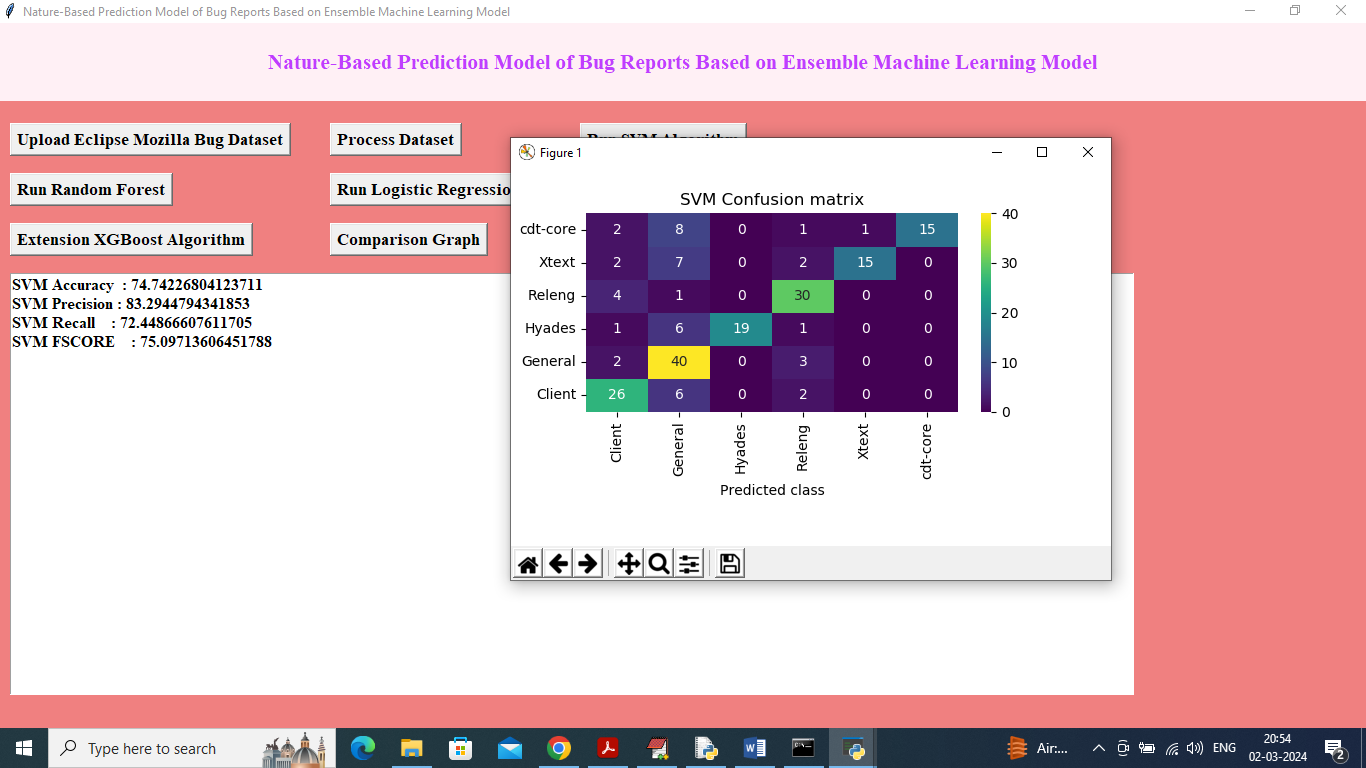 Nature-Based Prediction Model of Bug Reports Based on Ensemble Machine Learning Model
Nature-Based Prediction Model of Bug Reports Based on Ensemble Machine Learning Model
Upload Eclipse Mozilla Bug Dataset
Process Dataset
Run SVM Algorithm
Run Random Forest
Run Logistic Regressio
Extension XGBoost Algorithm
Comparison Graph
SVM Accuracy : 74.74226804123711
SVM Precision : 83.2944794341853
SVM Recall : 72.44866607611705
SVM FSCORE : 75.09713606451788
Figure 1
SVM Confusion matrix
cdt-core 2 8 0 1 1 15
Xtext 2 7 0 2 15 0
Releng 4 1 0 30 0 0
Hyades 1 6 19 1 0 0
General 2 40 0 3 0 0
Client 26 6 0 2 0 0
Client General Hyades Releng Xtext cdt-core
Predicted class
40
30
20
10
0
Type here to search
Air:...
ENG
20:54
02-03-2024
2